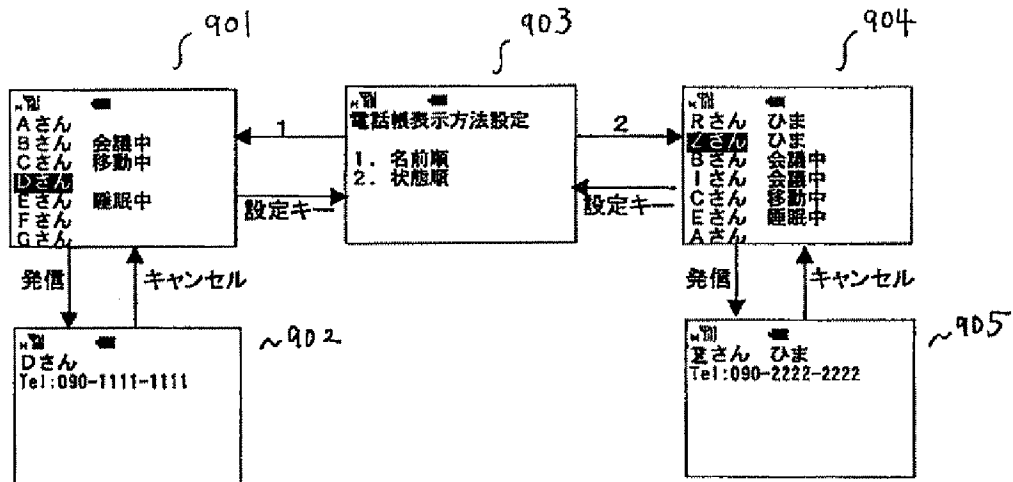 901
903
904
Aさん
Bさん 会議中
Cさん 移動中
Dさん
Eさん 睡眠中
Fさん
Gさん
1
設定キー
電話帳表示方法設定
1. 名前順
2. 状態順
2
設定キー
Rさん ひま
Zさん ひま
Bさん 会議中
Iさん 会議中
Cさん 移動中
Eさん 睡眠中
Aさん
発信
キャンセル
発信
キャンセル
902
Dさん
Tel:090-1111-1111
905
Zさん ひま
Tel:090-2222-2222